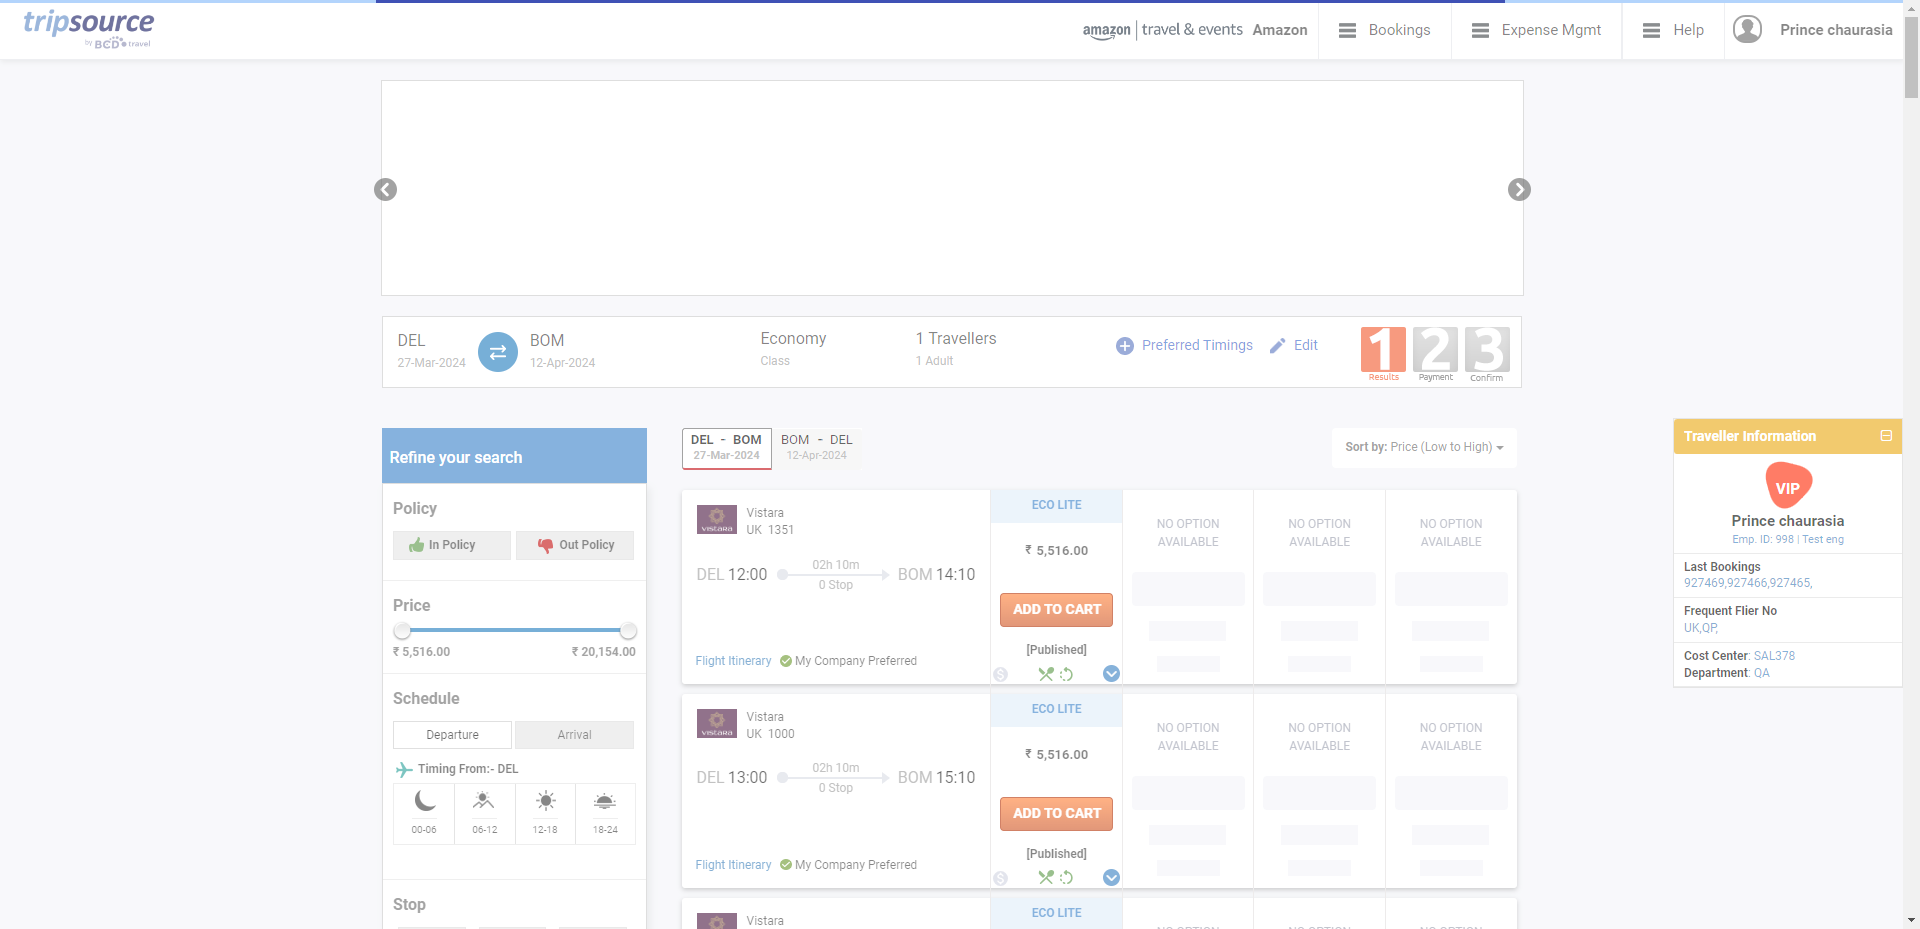 tripsource
by BCD travel
amazon | travel & events Amazon
Bookings
Expense Mgmt
Help
Prince chaurasia
DEL
27-Mar-2024
BOM
12-Apr-2024
Economy
Class
1 Travellers
1 Adult
Preferred Timings
Edit
1 2 3
Results Payment Confirm
Refine your search
Policy
In Policy
Out Policy
Price
₹ 5,516.00
₹ 20,154.00
Schedule
Departure
Arrival
Timing From:- DEL
00-06
06-12
12-18
18-24
Stop
DEL - BOM
27-Mar-2024
BOM - DEL
12-Apr-2024
Sort by: Price (Low to High)
VISTARA
Vistara
UK 1351
DEL 12:00
02h 10m
0 Stop
BOM 14:10
Flight Itinerary
My Company Preferred
ECO LITE
₹ 5,516.00
ADD TO CART
[Published]
NO OPTION
AVAILABLE
NO OPTION
AVAILABLE
NO OPTION
AVAILABLE
VISTARA
Vistara
UK 1000
DEL 13:00
02h 10m
0 Stop
BOM 15:10
Flight Itinerary
My Company Preferred
ECO LITE
₹ 5,516.00
ADD TO CART
[Published]
NO OPTION
AVAILABLE
NO OPTION
AVAILABLE
NO OPTION
AVAILABLE
Vistara
ECO LITE
Traveller Information
VIP
Prince chaurasia
Emp. ID: 998 | Test eng
Last Bookings
927469,927466,927465,
Frequent Flier No
UK,QP,
Cost Center: SAL378
Department: QA